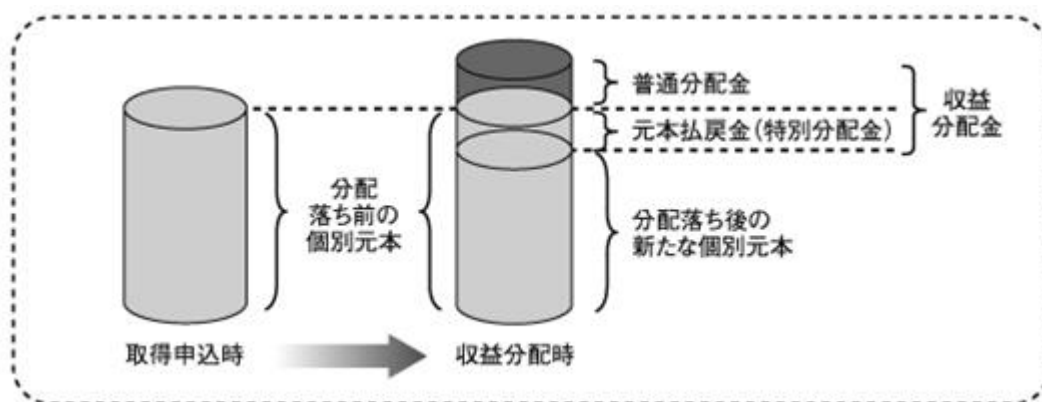 普通分配金
元本払戻金(特別分配金)
収益
分配金
分配
落ち前の
個別元本
分配落ち後の
新たな個別元本
取得申込時
収益分配時